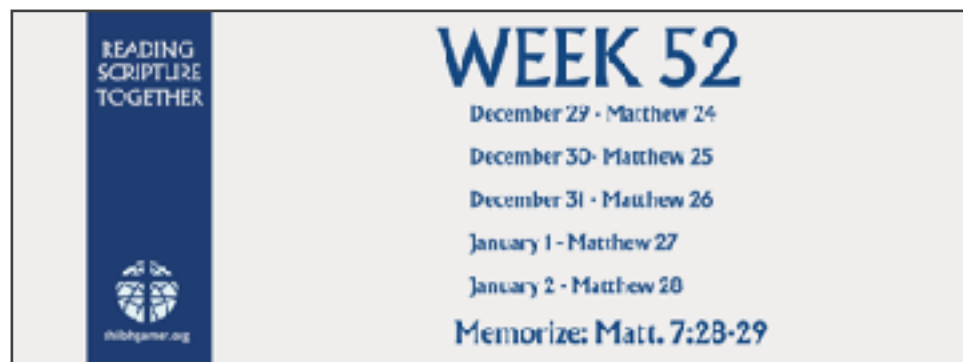 READING
SCRIPTURE
TOGETHER
WEEK 52
December 29 - Matthew 24
December 30- Matthew 25
December 31 - Matthew 26
January 1 - Matthew 27
January 2 - Matthew 28
Memorize: Matt. 7:28-29